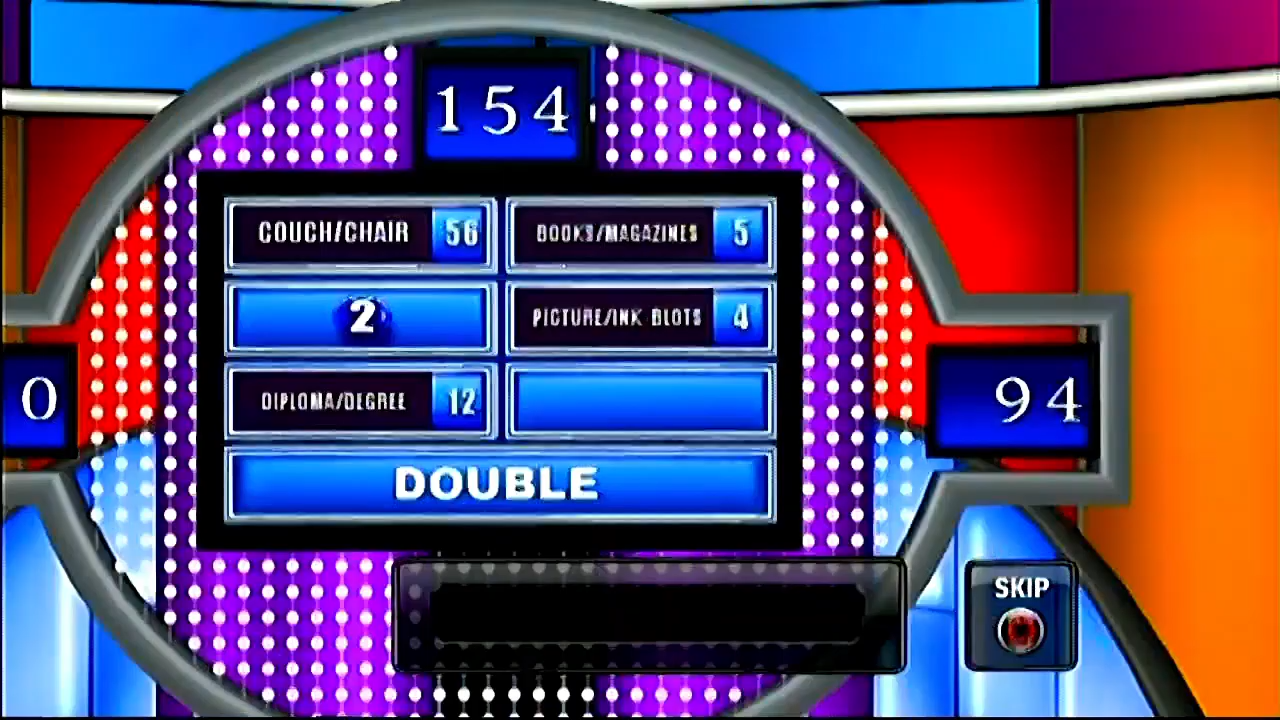 154
COUCH/CHAIR 56
BOOKS/MAGAZINES 5
2
PICTURE/INK BLOTS 4
0
DIPLOMA/DEGREE 12
94
DOUBLE
SKIP